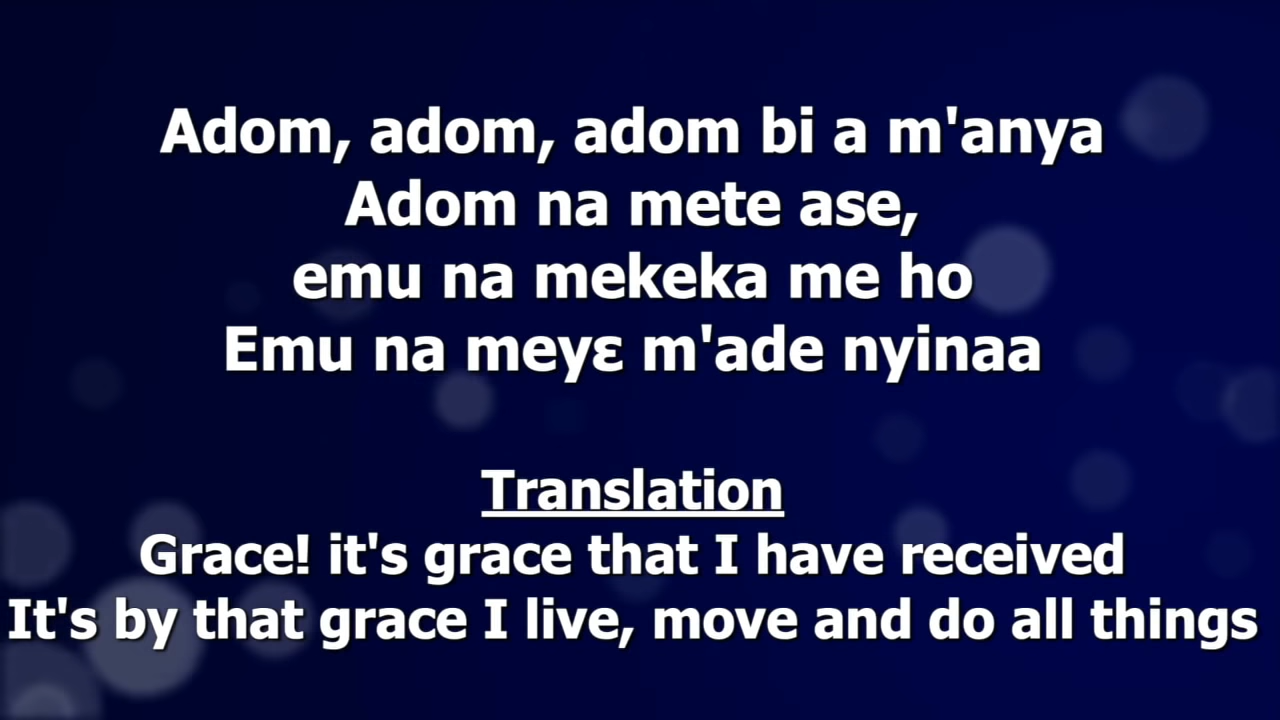 Adom, adom, adom bi a m'anya
Adom na mete ase,
emu na mekeka me ho
Emu na meyɛ m'ade nyinaa
Translation
Grace! it's grace that I have received
It's by that grace I live, move and do all things